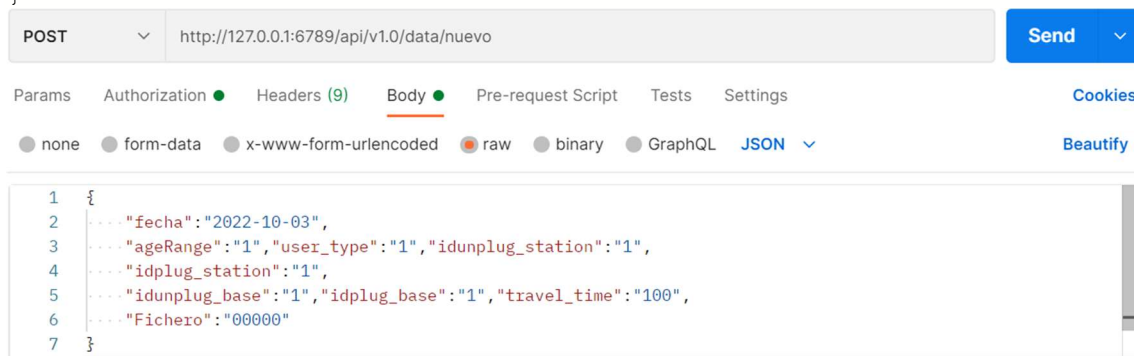 }
POST http://127.0.0.1:6789/api/v1.0/data/nuevo Send
Params Authorization Headers (9) Body Pre-request Script Tests Settings Cookies
none form-data x-www-form-urlencoded raw binary GraphQL JSON Beautify
1 {
2 "fecha":"2022-10-03",
3 "ageRange":"1","user_type":"1","idunplug_station":"1",
4 "idplug_station":"1",
5 "idunplug_base":"1","idplug_base":"1","travel_time":"100",
6 "Fichero":"00000"
7 }